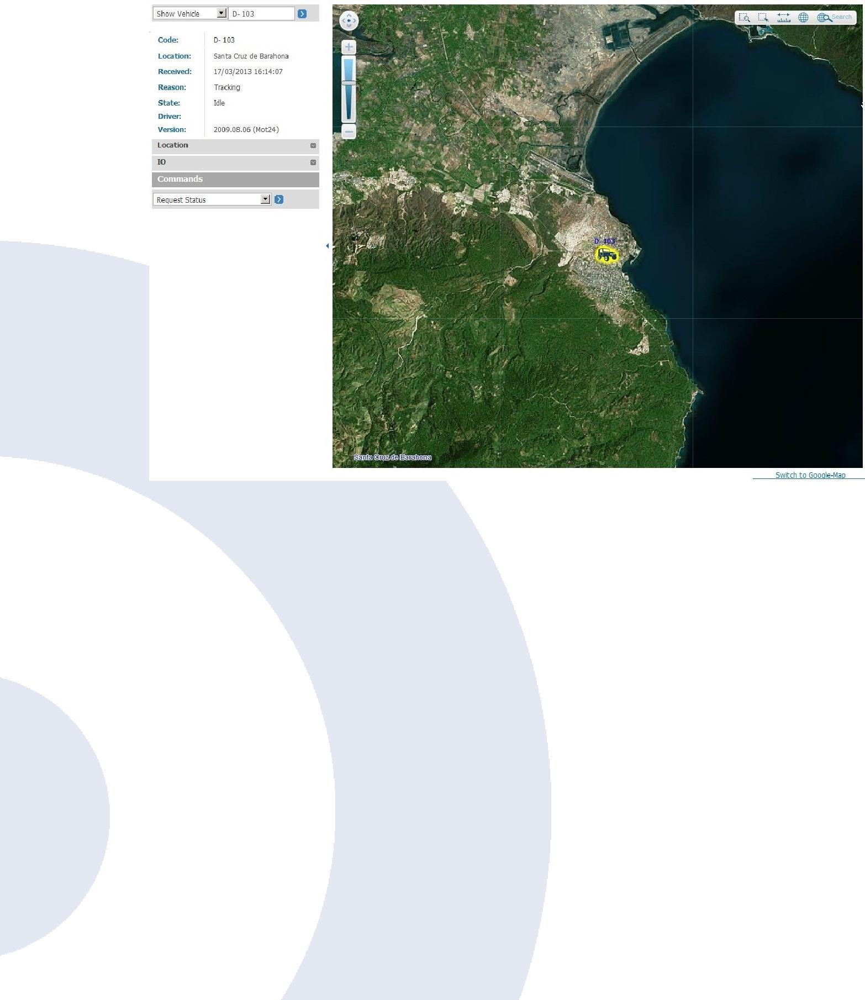 Show Vehicle D- 103
Code: D- 103
Location: Santa Cruz de Barahona
Received: 17/03/2013 16:14:07
Reason: Tracking
State: Idle
Driver:
Version: 2009.08.06 (Mot24)
Location
IO
Commands
Request Status
Search
D- 103
Santa Cruz de Barahona
Switch to Google-Map